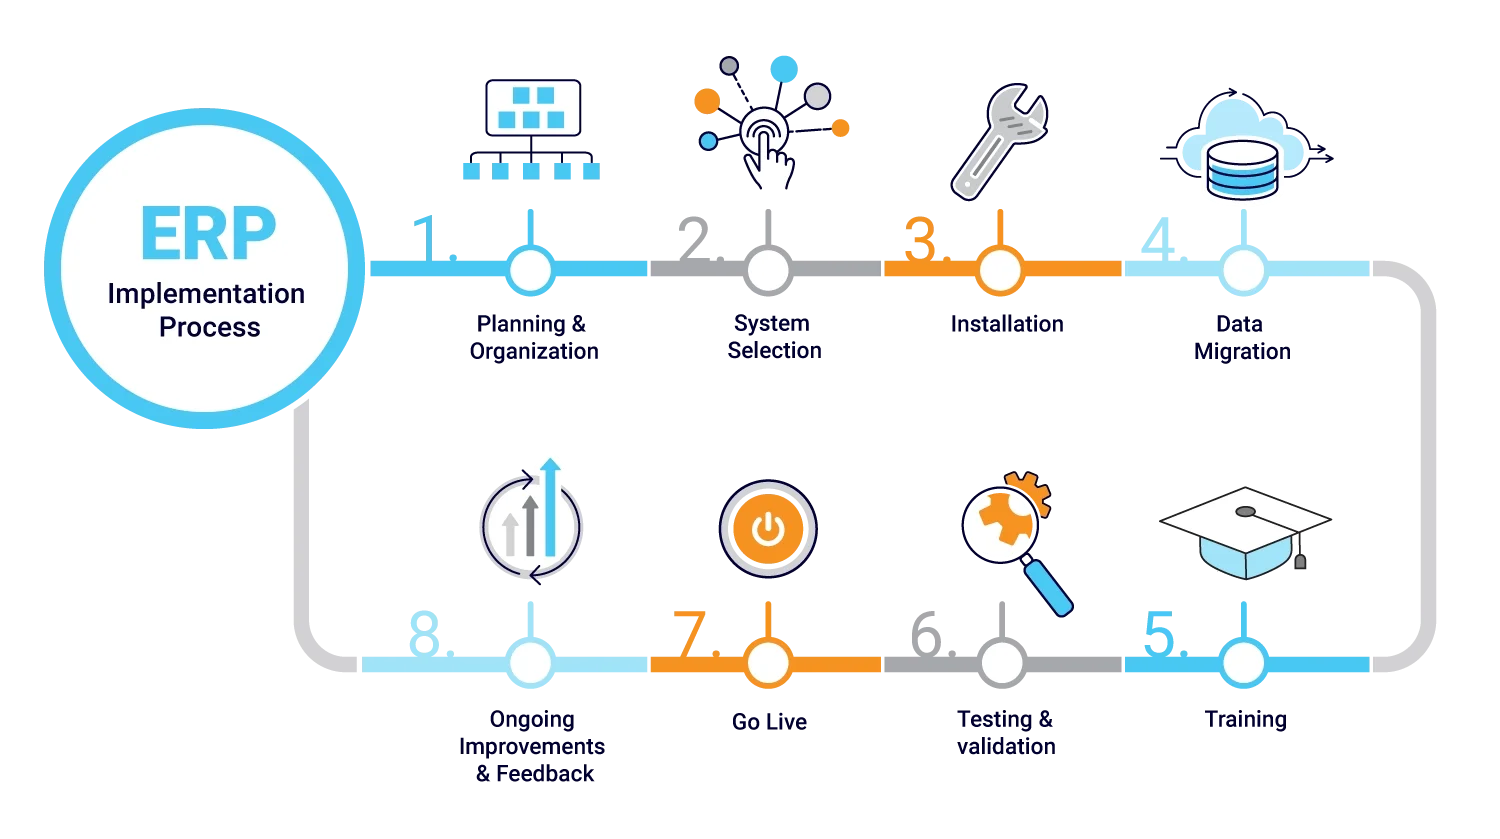 ERP
Implementation
Process
1.
Planning &
Organization
2.
System
Selection
3.
Installation
4.
Data
Migration
5.
Training
6.
Testing &
validation
7.
Go Live
8.
Ongoing
Improvements
& Feedback